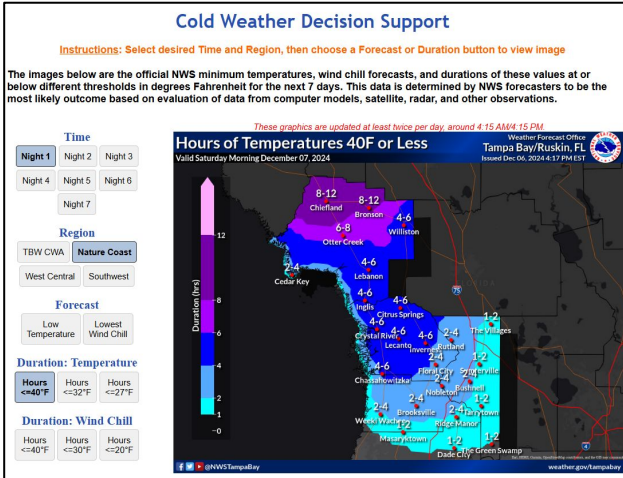 Cold Weather Decision Support
Instructions: Select desired Time and Region, then choose a Forecast or Duration button to view image
The images below are the official NWS minimum temperatures, wind chill forecasts, and durations of these values at or
below different thresholds in degrees Fahrenheit for the next 7 days. This data is determined by NWS forecasters to be the
most likely outcome based on evaluation of data from computer models, satellite, radar, and other observations.
These graphics are updated at least twice per day, around 4:15 AM/4:15 PM.
Time
Night 1 Night 2 Night 3
Night 4 Night 5 Night 6
Night 7
Region
TBW CWA Nature Coast
West Central Southwest
Forecast
Low Temperature Lowest Wind Chill
Duration: Temperature
Hours <=40°F Hours <=32°F Hours <=27°F
Duration: Wind Chill
Hours <=40°F Hours <=30°F Hours <=20°F
Hours of Temperatures 40F or Less
Valid Saturday Morning December 07, 2024
Weather Forecast Office
Tampa Bay/Ruskin, FL
Issued Dec 06, 2024 4:17 PM EST
Duration (hrs)
12
8
6
4
2
1
0
8-12
Chiefland
8-12
Bronson
4-6
Williston
6-8
Otter Creek
2-4
Cedar Key
4-6
Lebanon
4-6
Inglis
4-6
Citrus Springs
75
1-2
The Villages
4-6
Crystal River
4-6
Lecanto
4-6
Inverness
2-4
Rutland
4-6
Chassahowitzka
2-4
Floral City
1-2
Sumterville
2-4
Nobleton
2-4
Bushnell
2-4
Weeki Wachee
2-4
Brooksville
2-4
Ridge Manor
1-2
Tarrytown
1-2
Masaryktown
1-2
Dade City
1-2
The Green Swamp
4
@NWSTampaBay
weather.gov/tampabay